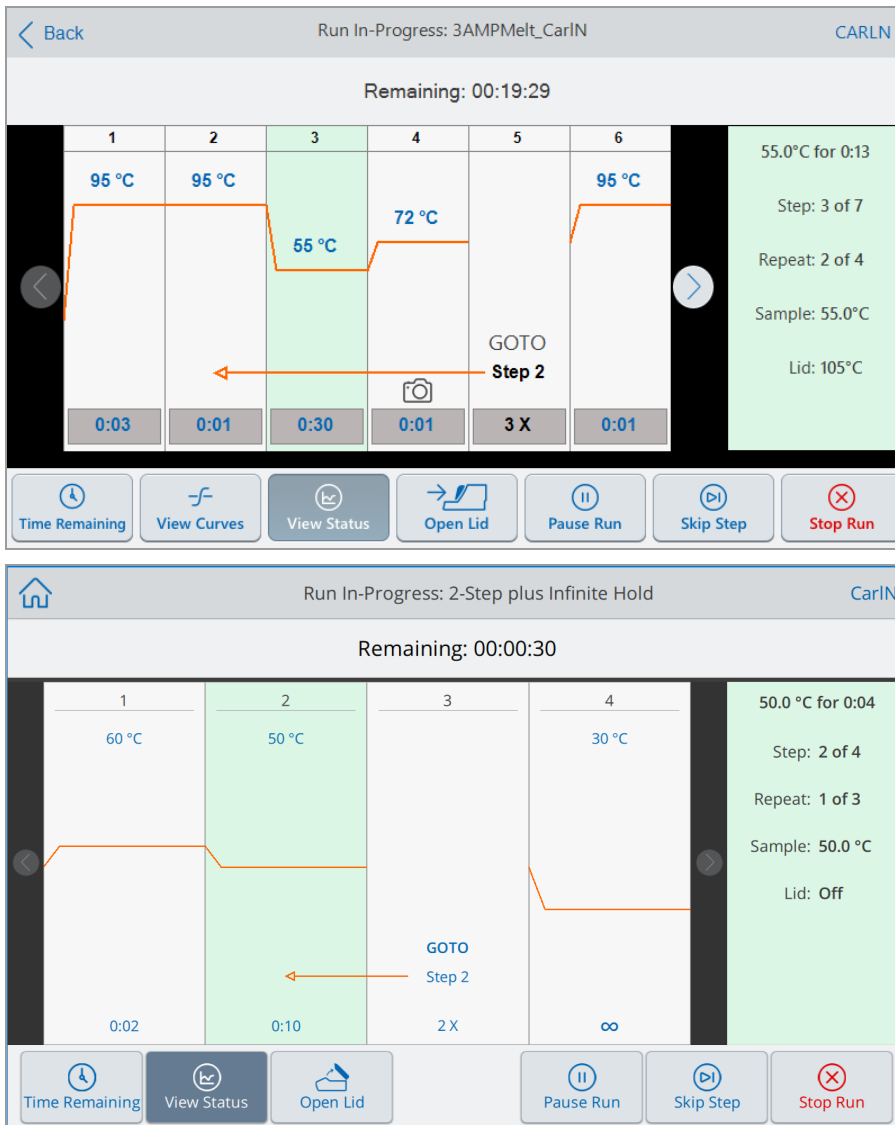 Back
Run In-Progress: 3AMPMelt_CarlN
CARLN
Remaining: 00:19:29
1 2 3 4 5 6
95 °C 95 °C 55 °C 72 °C 95 °C
GOTO
Step 2
0:03 0:01 0:30 0:01 3 X 0:01
55.0°C for 0:13
Step: 3 of 7
Repeat: 2 of 4
Sample: 55.0°C
Lid: 105°C
Time Remaining
View Curves
View Status
Open Lid
Pause Run
Skip Step
Stop Run
Run In-Progress: 2-Step plus Infinite Hold
CarlN
Remaining: 00:00:30
1 2 3 4
60 °C 50 °C 30 °C
GOTO
Step 2
0:02 0:10 2 X ∞
50.0 °C for 0:04
Step: 2 of 4
Repeat: 1 of 3
Sample: 50.0 °C
Lid: Off
Time Remaining
View Status
Open Lid
Pause Run
Skip Step
Stop Run